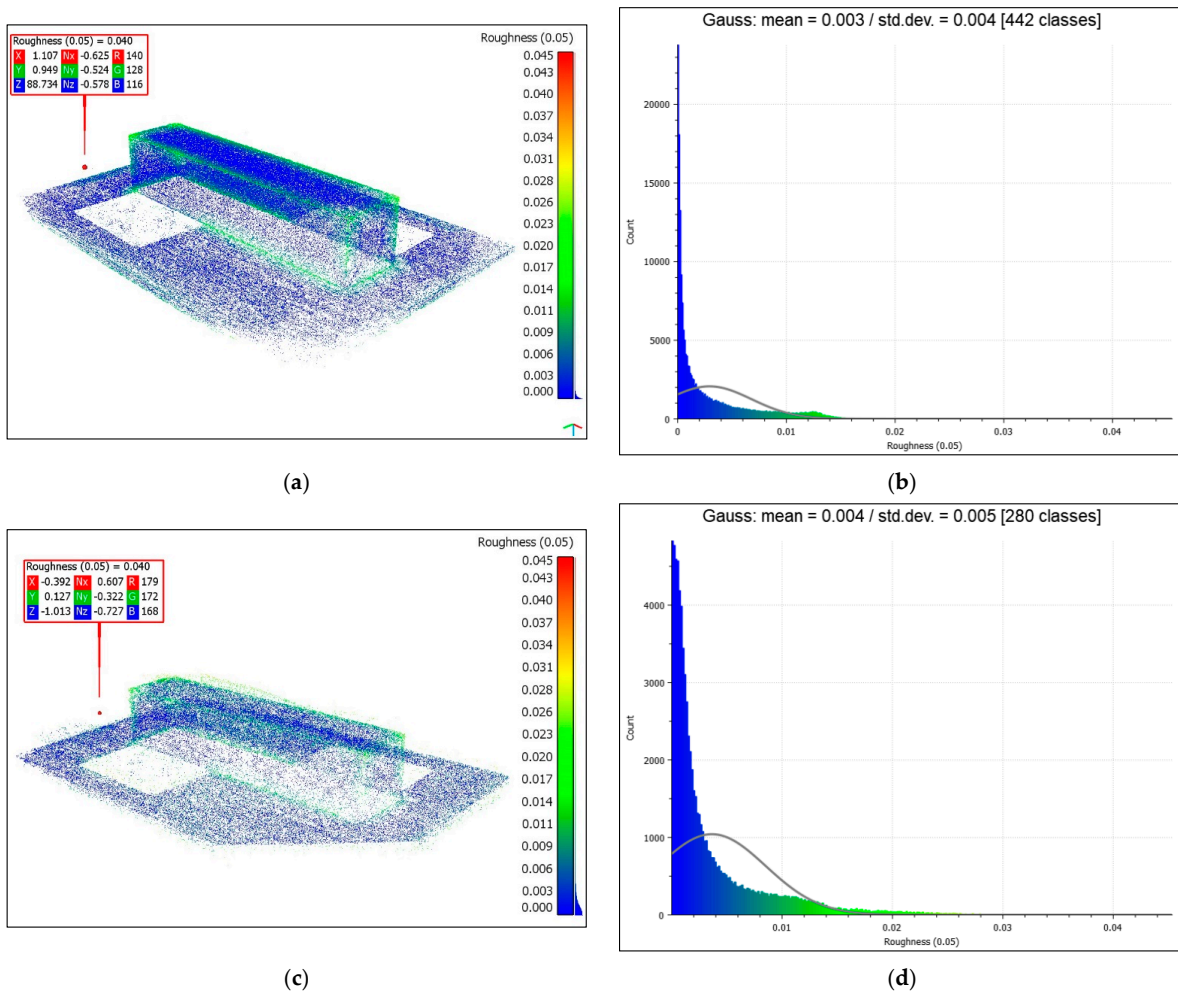 Roughness (0.05) = 0.040
X 1.107 Nx -0.625 R 140
Y 0.949 Ny -0.524 G 128
Z 88.734 Nz -0.578 B 116
Roughness (0.05)
0.045
0.043
0.040
0.037
0.034
0.031
0.028
0.026
0.023
0.020
0.017
0.014
0.011
0.009
0.006
0.003
0.000
(a)
Gauss: mean = 0.003 / std.dev. = 0.004 [442 classes]
Count
20000
15000
10000
5000
0
0
0.01
0.02
0.03
0.04
Roughness (0.05)
(b)
Roughness (0.05) = 0.040
X -0.392 Nx 0.607 R 179
Y 0.127 Ny -0.322 G 172
Z -1.013 Nz -0.727 B 168
Roughness (0.05)
0.045
0.043
0.040
0.037
0.034
0.031
0.028
0.026
0.023
0.020
0.017
0.014
0.011
0.009
0.006
0.003
0.000
(c)
Gauss: mean = 0.004 / std.dev. = 0.005 [280 classes]
Count
4000
3000
2000
1000
0
0.01
0.02
0.03
0.04
Roughness (0.05)
(d)